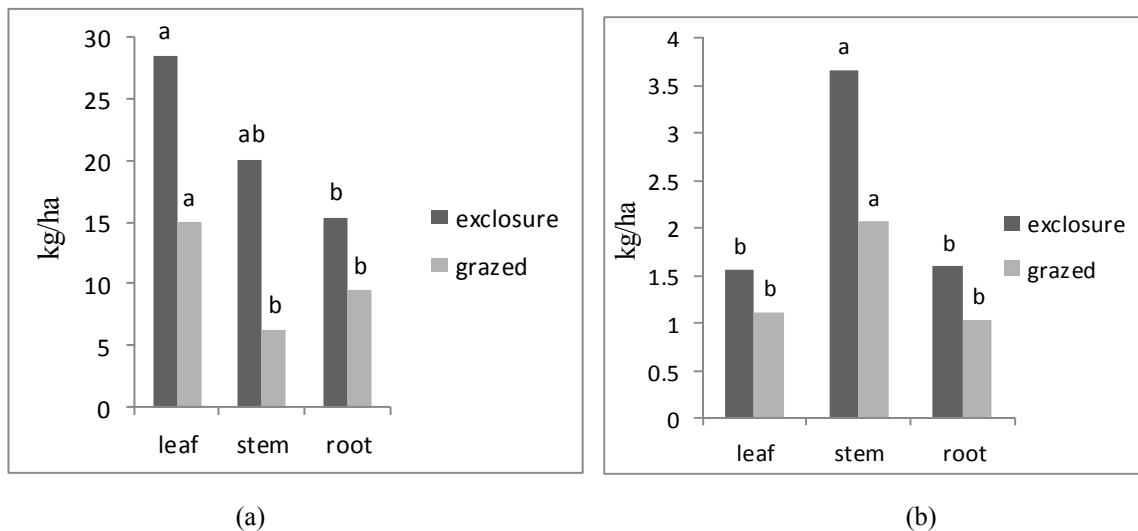 30
25
20
15
10
5
0
kg/ha
a
a
ab
b
b
b
leaf stem root
exclosure
grazed
(a)
4
3.5
3
2.5
2
1.5
1
0.5
0
kg/ha
b
b
a
a
b
b
leaf stem root
exclosure
grazed
(b)